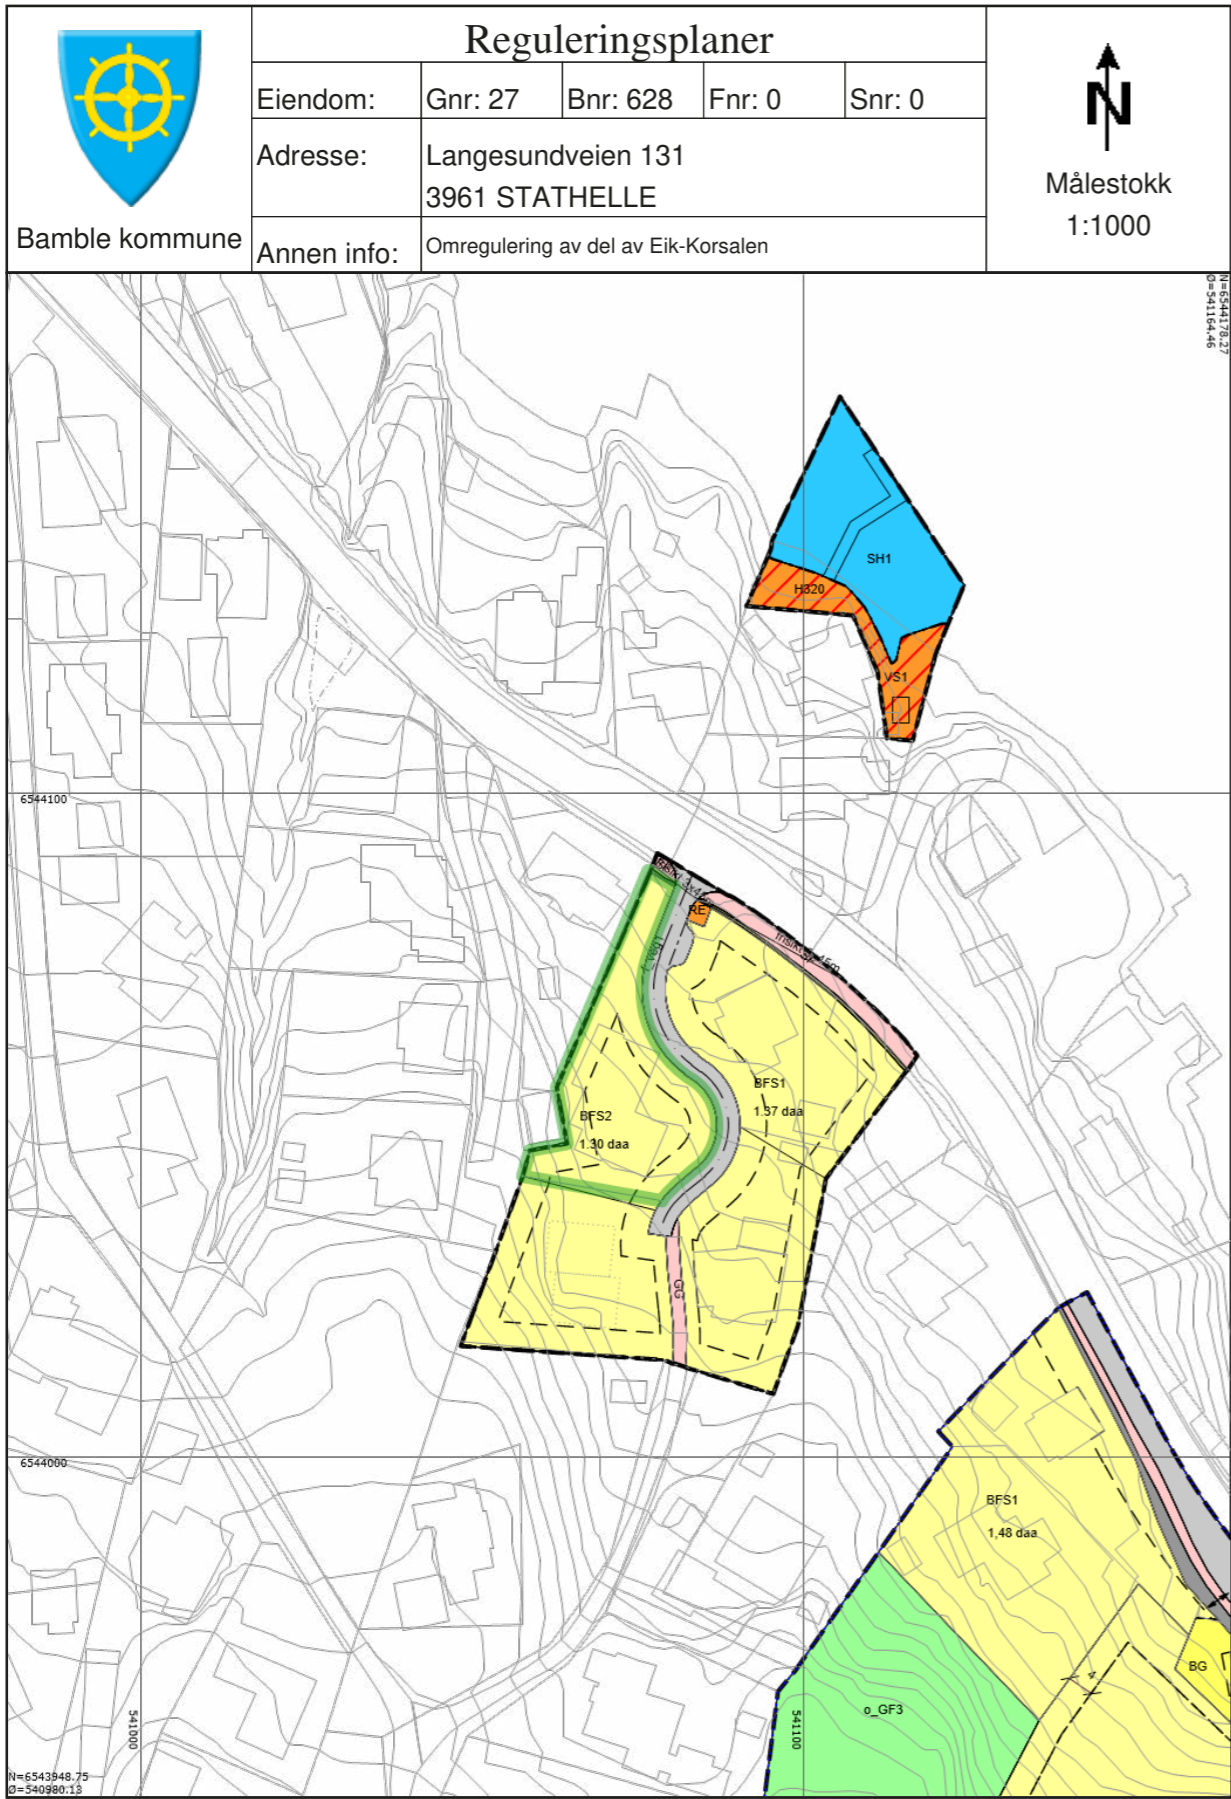 Reguleringsplaner
Eiendom: Gnr: 27 Bnr: 628 Fnr: 0 Snr: 0
Adresse: Langesundveien 131
3961 STATHELLE
Annen info: Omregulering av del av Eik-Korsalen
Bamble kommune
N
Målestokk
1:1000
N=6544178.27
Ø=541164.46
SH1
H320
VS1
6544100
RE
BFS1
1.37 daa
BFS2
1.30 daa
GG
6544000
BFS1
1,48 daa
BG
4
o_GF3
541000
541100
N=6543948.75
Ø=540980.13